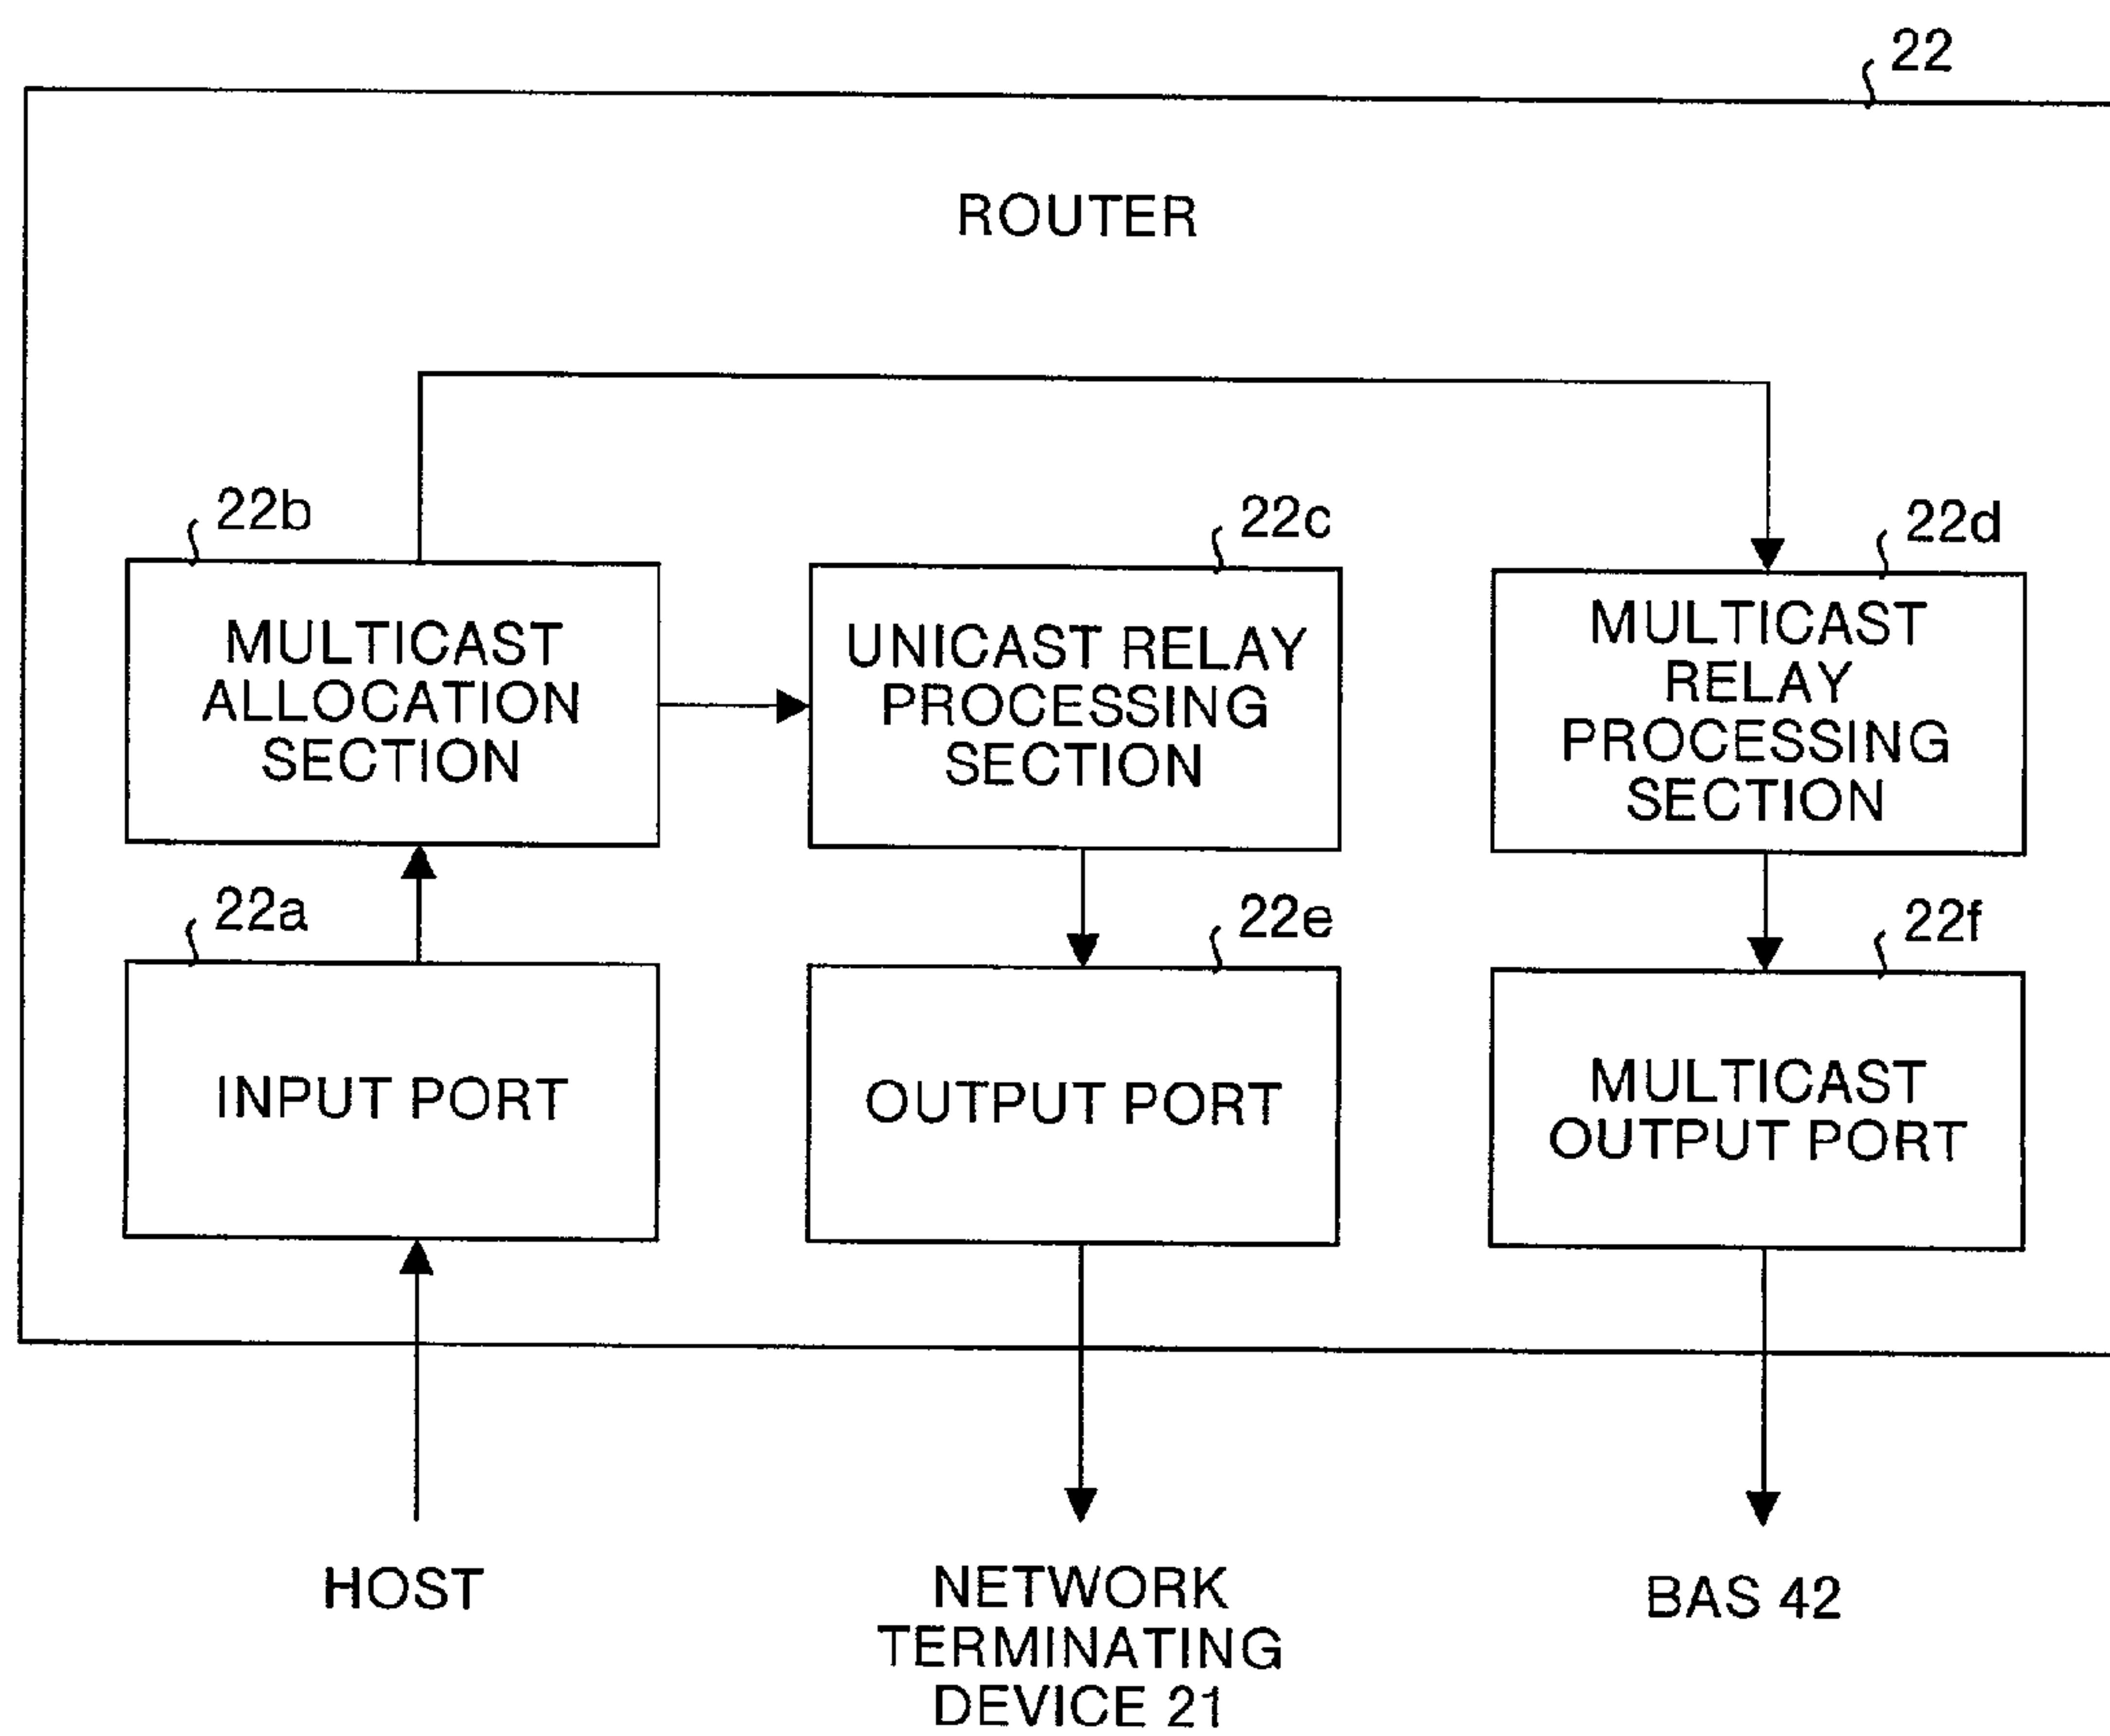 22
ROUTER
22b
22c
22d
MULTICAST
ALLOCATION
SECTION
UNICAST RELAY
PROCESSING
SECTION
MULTICAST
RELAY
PROCESSING
SECTION
22a
22e
22f
INPUT PORT
OUTPUT PORT
MULTICAST
OUTPUT PORT
HOST
NETWORK
TERMINATING
DEVICE 21
BAS 42